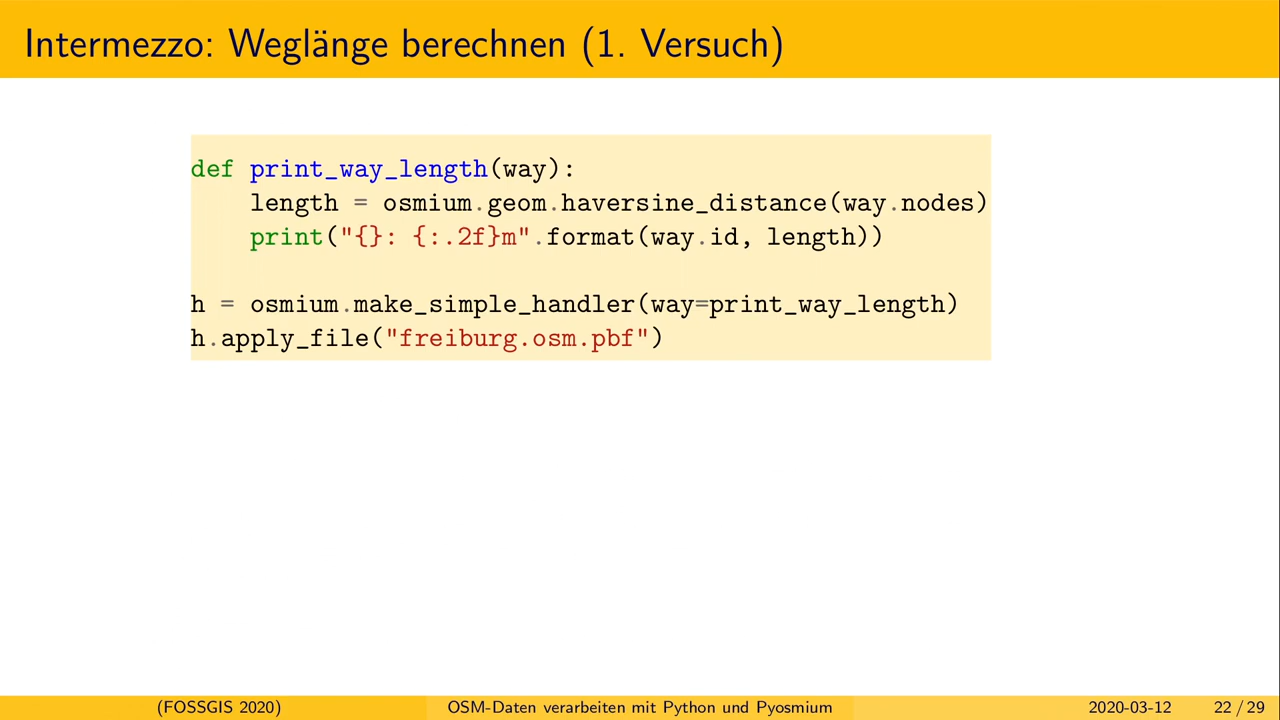 Intermezzo: Weglänge berechnen (1. Versuch)
def print_way_length(way):
    length = osmium.geom.haversine_distance(way.nodes)
    print("{}: {:.2f}m".format(way.id, length))
h = osmium.make_simple_handler(way=print_way_length)
h.apply_file("freiburg.osm.pbf")
(FOSSGIS 2020) OSM-Daten verarbeiten mit Python und Pyosmium 2020-03-12 22 / 29